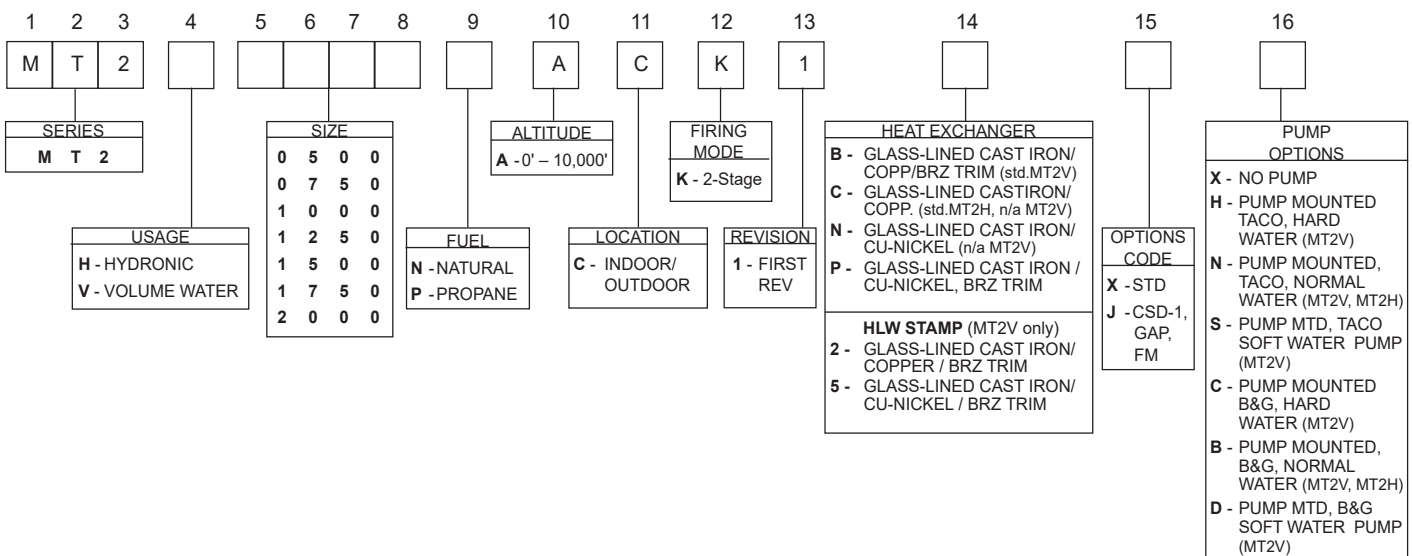 1 2 3 4 5 6 7 8 9 10 11 12 13 14 15 16
M T 2 A C K 1
SERIES
M T 2
USAGE
H - HYDRONIC
V - VOLUME WATER
SIZE
0 5 0 0
0 7 5 0
1 0 0 0
1 2 5 0
1 5 0 0
1 7 5 0
2 0 0 0
FUEL
N - NATURAL
P - PROPANE
ALTITUDE
A - 0' – 10,000'
LOCATION
C - INDOOR/
OUTDOOR
FIRING
MODE
K - 2-Stage
REVISION
1 - FIRST
REV
HEAT EXCHANGER
B - GLASS-LINED CAST IRON/
COPP/BRZ TRIM (std.MT2V)
C - GLASS-LINED CASTIRON/
COPP. (std.MT2H, n/a MT2V)
N - GLASS-LINED CAST IRON/
CU-NICKEL (n/a MT2V)
P - GLASS-LINED CAST IRON /
CU-NICKEL, BRZ TRIM
HLW STAMP (MT2V only)
2 - GLASS-LINED CAST IRON/
COPPER / BRZ TRIM
5 - GLASS-LINED CAST IRON/
CU-NICKEL / BRZ TRIM
OPTIONS
CODE
X - STD
J - CSD-1,
GAP,
FM
PUMP
OPTIONS
X - NO PUMP
H - PUMP MOUNTED
TACO, HARD
WATER (MT2V)
N - PUMP MOUNTED,
TACO, NORMAL
WATER (MT2V, MT2H)
S - PUMP MTD, TACO
SOFT WATER PUMP
(MT2V)
C - PUMP MOUNTED
B&G, HARD
WATER (MT2V)
B - PUMP MOUNTED,
B&G, NORMAL
WATER (MT2V, MT2H)
D - PUMP MTD, B&G
SOFT WATER PUMP
(MT2V)